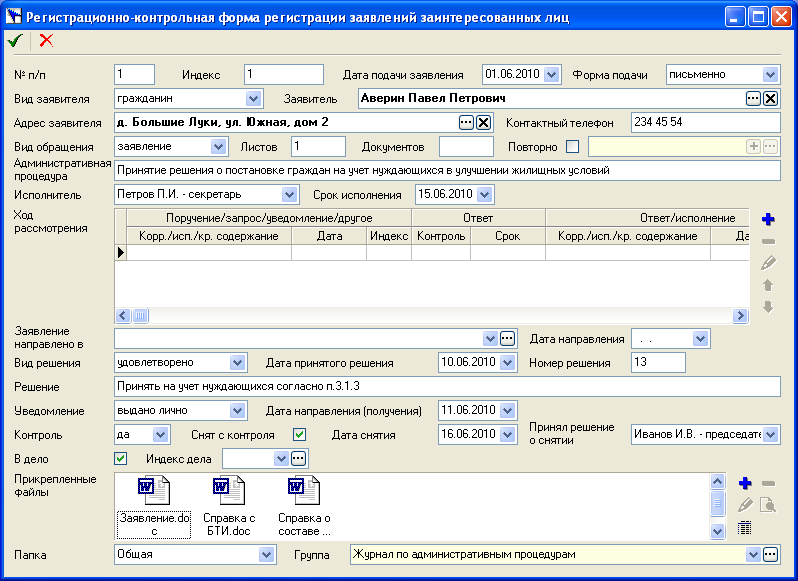 Регистрационно-контрольная форма регистрации заявлений заинтересованных лиц
№ п/п 1 Индекс 1 Дата подачи заявления 01.06.2010 Форма подачи письменно
Вид заявителя гражданин Заявитель Аверин Павел Петрович
Адрес заявителя д. Большие Луки, ул. Южная, дом 2 Контактный телефон 234 45 54
Вид обращения заявление Листов 1 Документов Повторно
Административная
процедура Принятие решения о постановке граждан на учет нуждающихся в улучшении жилищных условий
Исполнитель Петров П.И. - секретарь Срок исполнения 15.06.2010
Ход
рассмотрения
Поручение/запрос/уведомление/другое Ответ Ответ/исполнение
Корр./исп./кр. содержание Дата Индекс Контроль Срок Корр./исп./кр. содержание Да
Заявление
направлено в Дата направления . .
Вид решения удовлетворено Дата принятого решения 10.06.2010 Номер решения 13
Решение Принять на учет нуждающихся согласно п.3.1.3
Уведомление выдано лично Дата направления (получения) 11.06.2010
Контроль да Снят с контроля Дата снятия 16.06.2010 Принял решение
о снятии Иванов И.В. - председате
В дело Индекс дела
Прикрепленные
файлы
Заявление.do
c
Справка с
БТИ.doc
Справка о
составе ...
Папка Общая Группа Журнал по административным процедурам